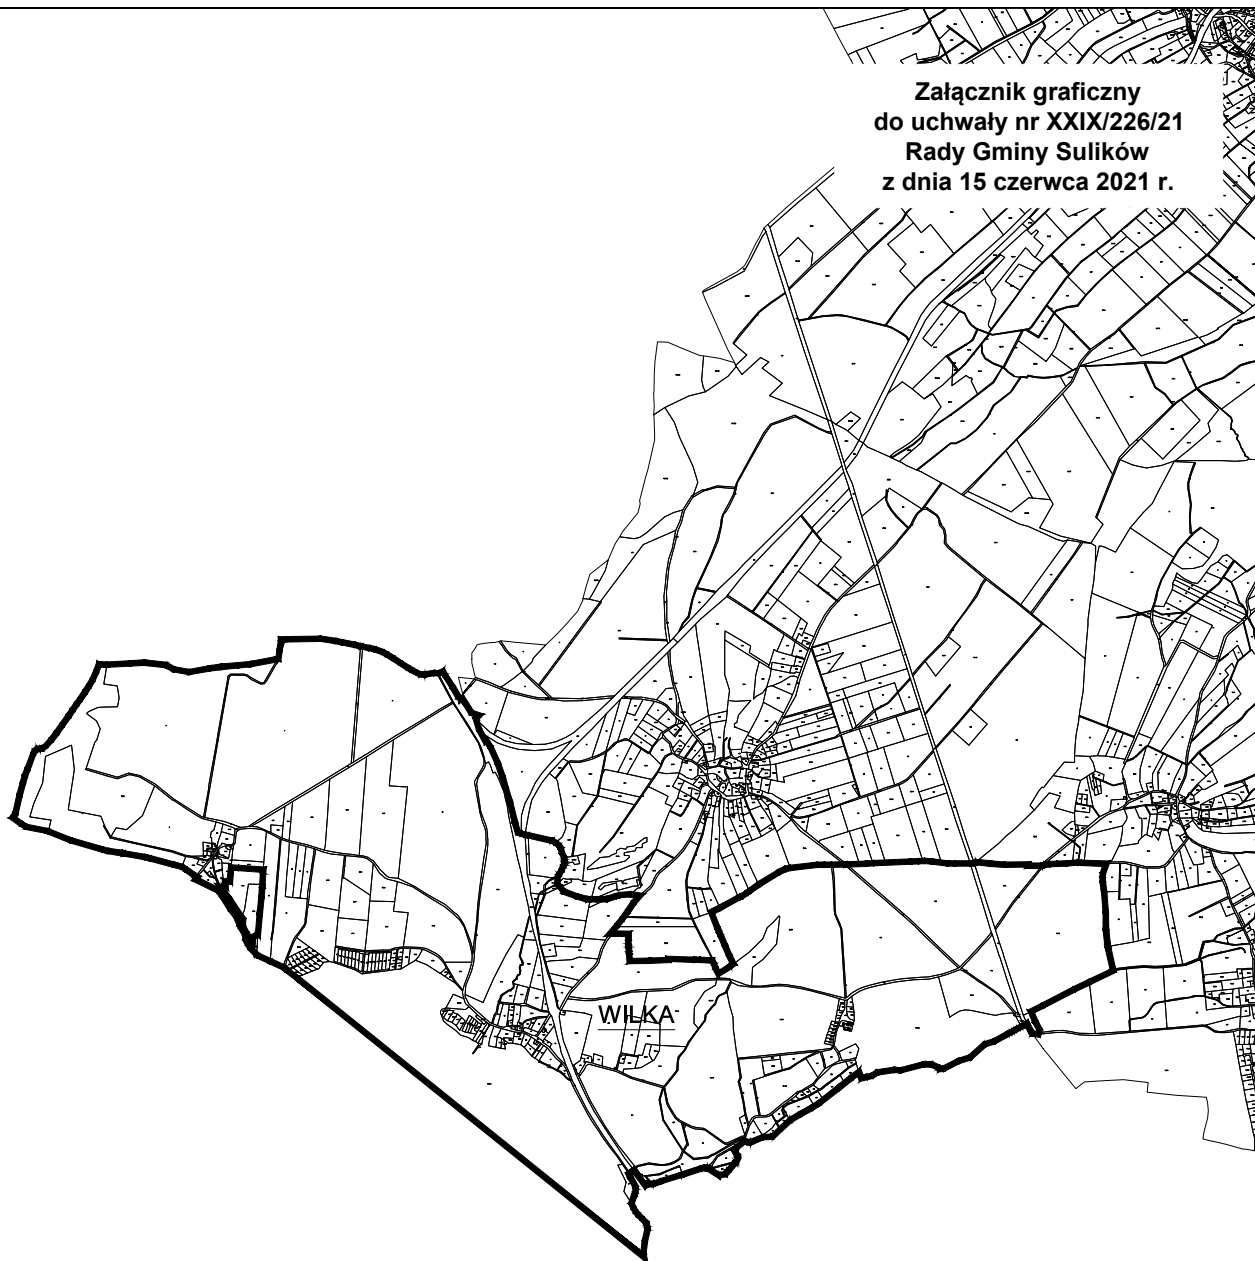 Załącznik graficzny
do uchwały nr XXIX/226/21
Rady Gminy Sulików
z dnia 15 czerwca 2021 r.
WILKA